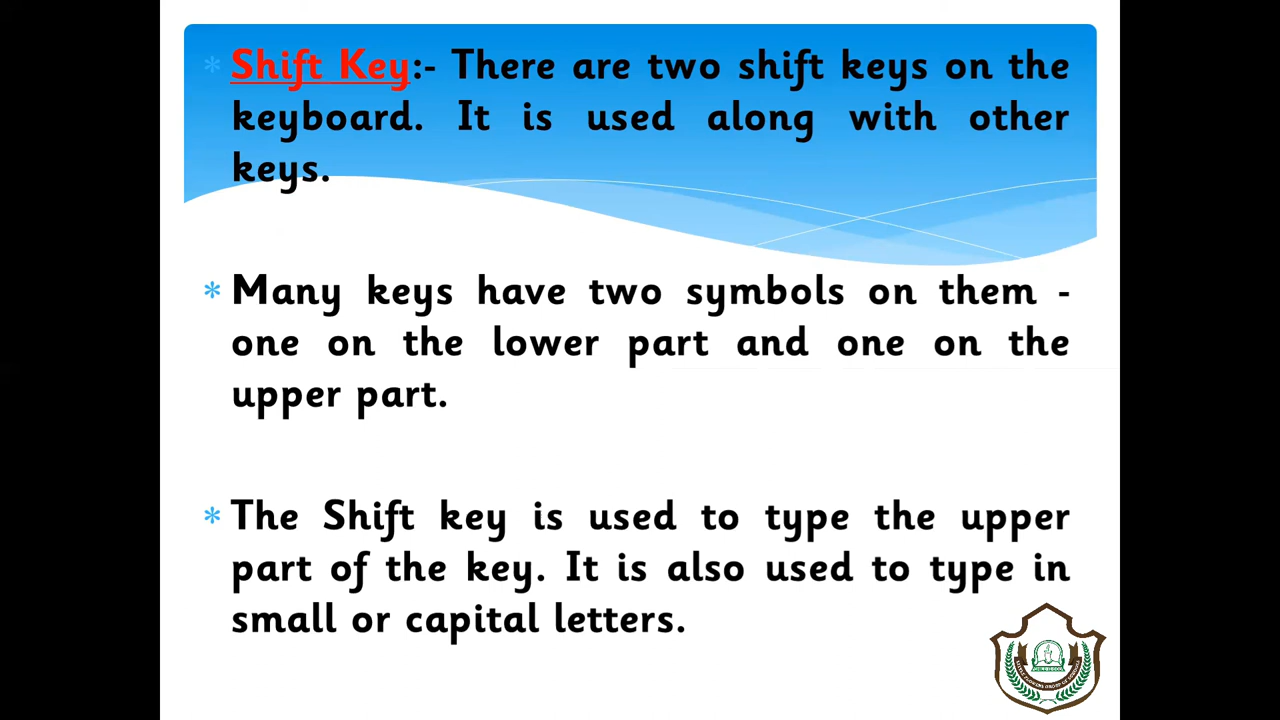 * Shift Key:- There are two shift keys on the
keyboard. It is used along with other
keys.
* Many keys have two symbols on them -
one on the lower part and one on the
upper part.
* The Shift key is used to type the upper
part of the key. It is also used to type in
small or capital letters.